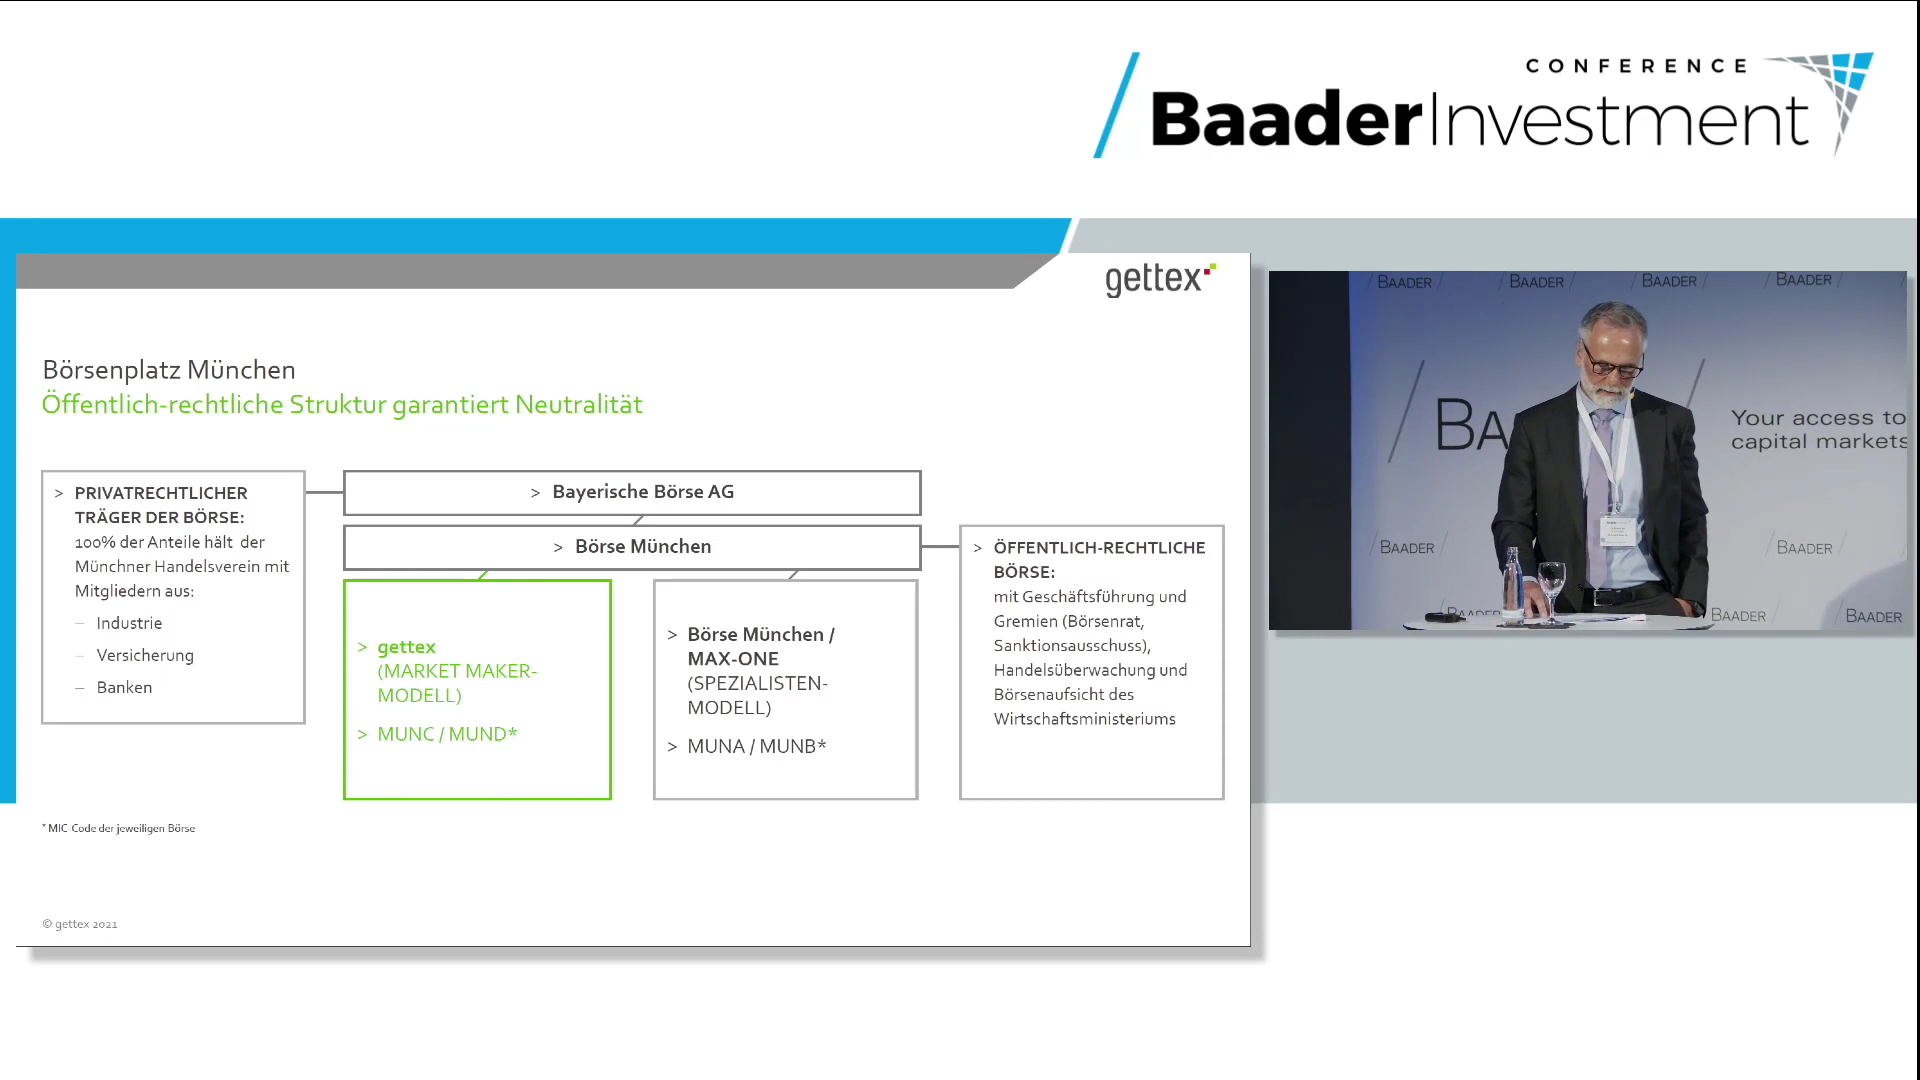 CONFERENCE
BaaderInvestment
gettex
Börsenplatz München
Öffentlich-rechtliche Struktur garantiert Neutralität
> PRIVATRECHTLICHER
TRÄGER DER BÖRSE:
100% der Anteile hält der
Münchner Handelsverein mit
Mitgliedern aus:
– Industrie
– Versicherung
– Banken
> Bayerische Börse AG
> Börse München
> gettex
(MARKET MAKER-
MODELL)
> MUNC / MUND*
> Börse München /
MAX-ONE
(SPEZIALISTEN-
MODELL)
> MUNA / MUNB*
> ÖFFENTLICH-RECHTLICHE
BÖRSE:
mit Geschäftsführung und
Gremien (Börsenrat,
Sanktionsausschuss),
Handelsüberwachung und
Börsenaufsicht des
Wirtschaftsministeriums
* MIC-Code der jeweiligen Börse
© gettex 2021
/ BAADER /
/ BAADER /
/ BAADER /
/ BAADER /
/ BA /
Your access to
capital markets
/ BAADER /
/ BAADER /
/ BAADER /
BAADER /
/ BAADER